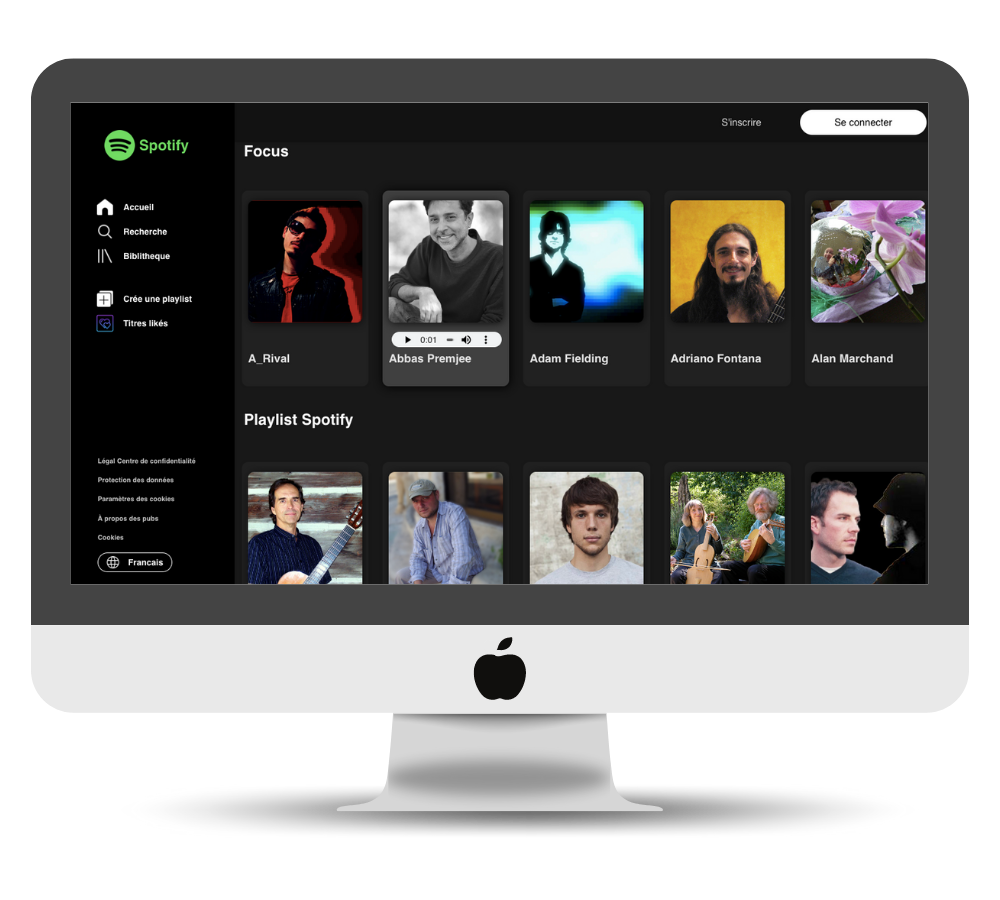 Spotify
S'inscrire
Se connecter
Accueil
Recherche
Biblitheque
Crée une playlist
Titres likés
Légal Centre de confidentialité
Protection des données
Paramètres des cookies
À propos des pubs
Cookies
Francais
Focus
0:01
A_Rival
Abbas Premjee
Adam Fielding
Adriano Fontana
Alan Marchand
Playlist Spotify